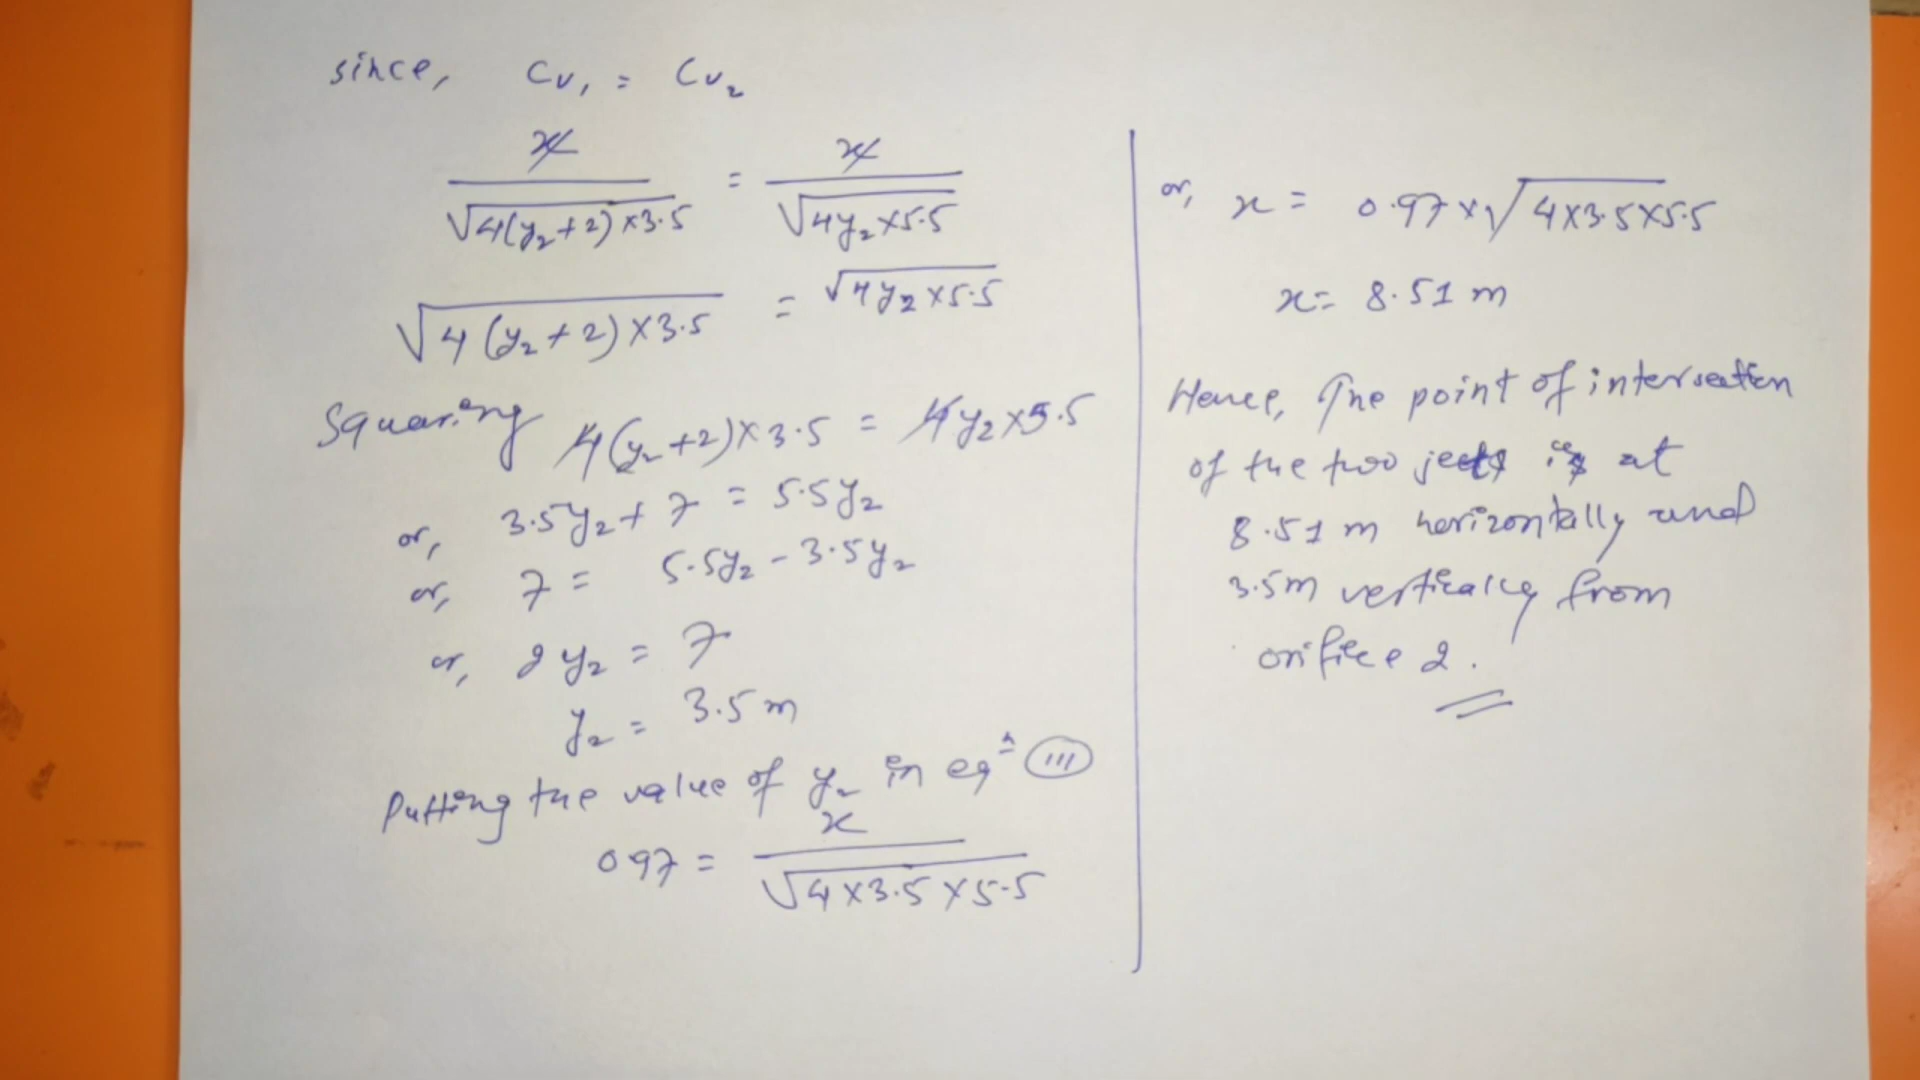 since, Cv₁ = Cv₂
x / √4(y₂+2)×3.5 = x / √4y₂×5.5
√4(y₂+2)×3.5 = √4y₂×5.5
Squaring 4(y₂+2)×3.5 = 4y₂×5.5
or, 3.5y₂+7 = 5.5y₂
or, 7 = 5.5y₂-3.5y₂
or, 2y₂ = 7
y₂ = 3.5m
Putting the value of y₂ in eqⁿ (III)
0.97 = x / √4×3.5×5.5
or, x = 0.97×√4×3.5×5.5
x = 8.51 m
Hence, The point of intersection
of the two jets is at
8.51 m horizontally and
3.5m vertically from
orifice 2.